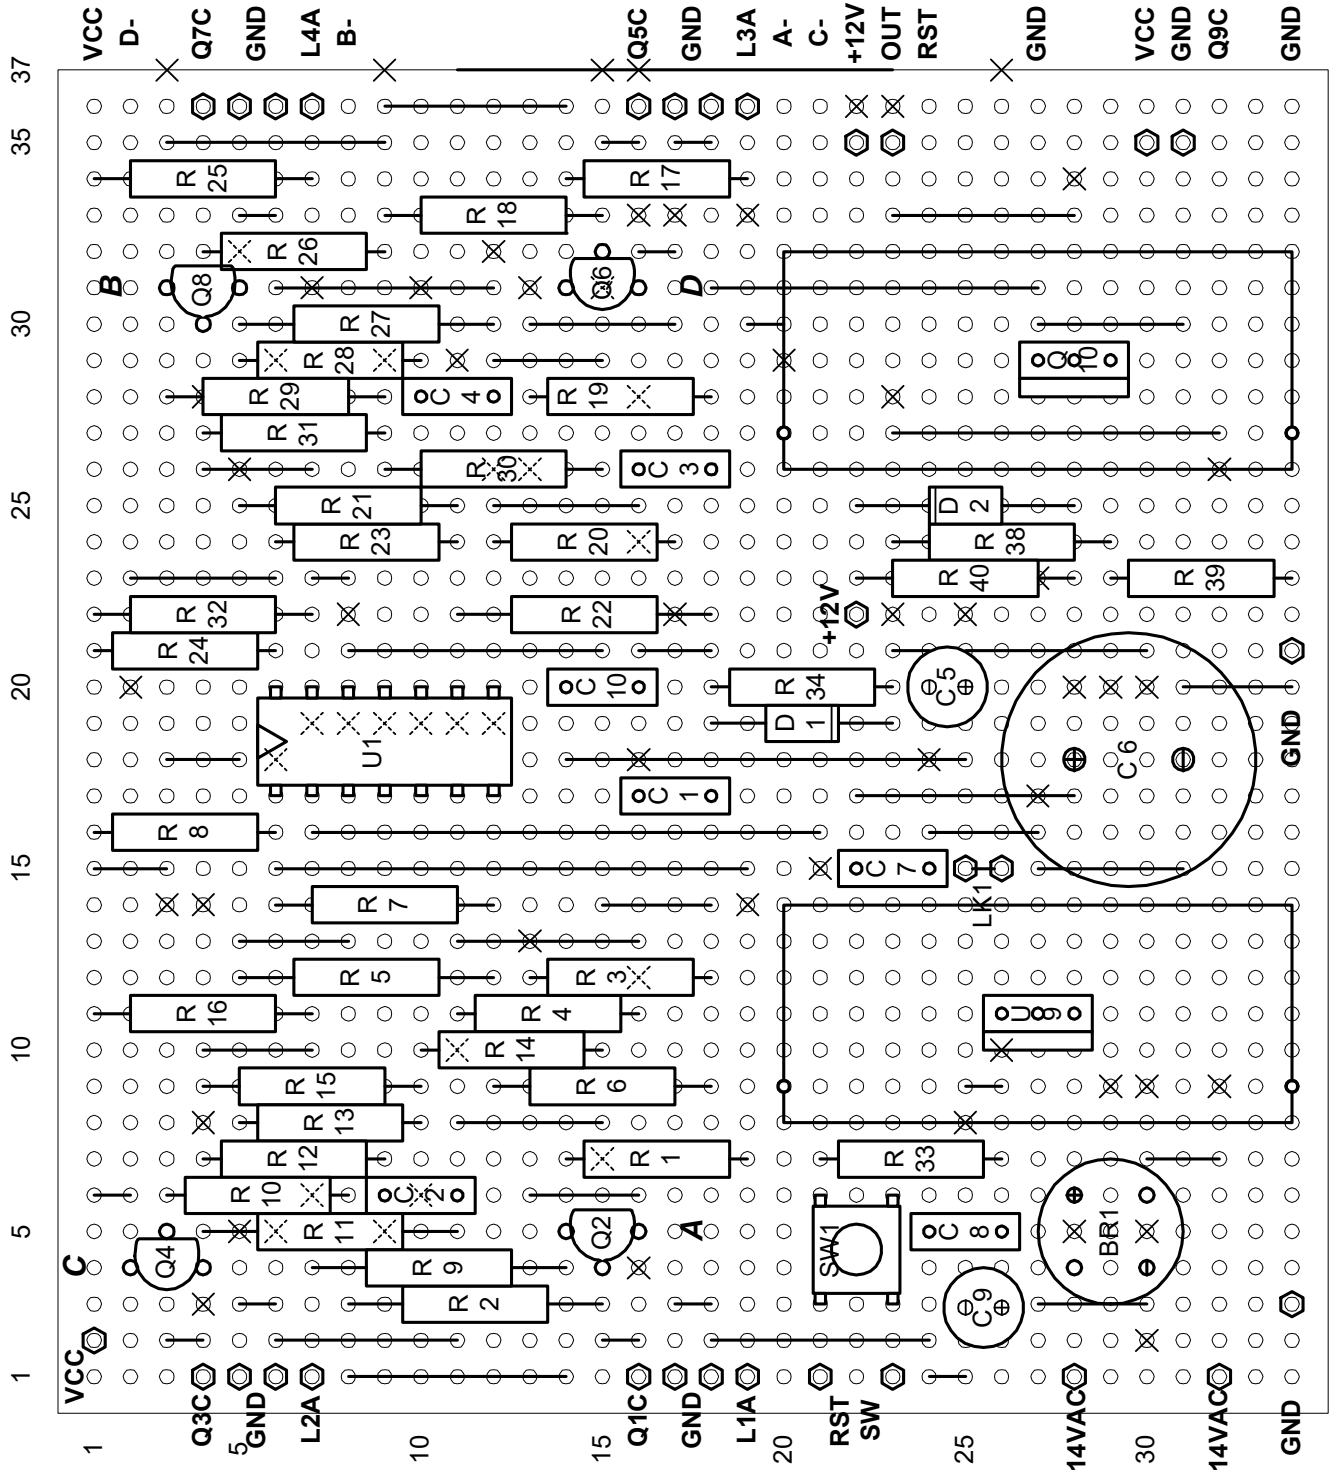 VCC
D-
Q7C
GND
L4A
B-
Q5C
GND
L3A
A-
C-
+12V
OUT
RST
GND
VCC
GND
Q9C
GND
37
35
R 25
R 17
R 18
R 26
B
Q8
Q6
D
30
R 27
R 28
Q 10
R 29
C 4
R 19
R 31
R 30
C 3
25
R 21
D 2
R 23
R 20
R 38
R 40
R 39
R 32
R 22
+12V
R 24
20
C 10
R 34
C 5
D 1
U1
C 6
GND
C 1
R 8
15
C 7
LK1
R 7
R 5
R 3
R 16
R 4
U 9
10
R 14
R 15
R 6
R 13
R 12
R 1
R 33
R 10
C 2
5
R 11
Q2
A
SW1
C 8
BR1
C
Q4
R 9
R 2
C 9
VCC
1
Q3C
GND
L2A
Q1C
GND
L1A
RST
SW
14VAC
14VAC
GND
1
5
10
15
20
25
30